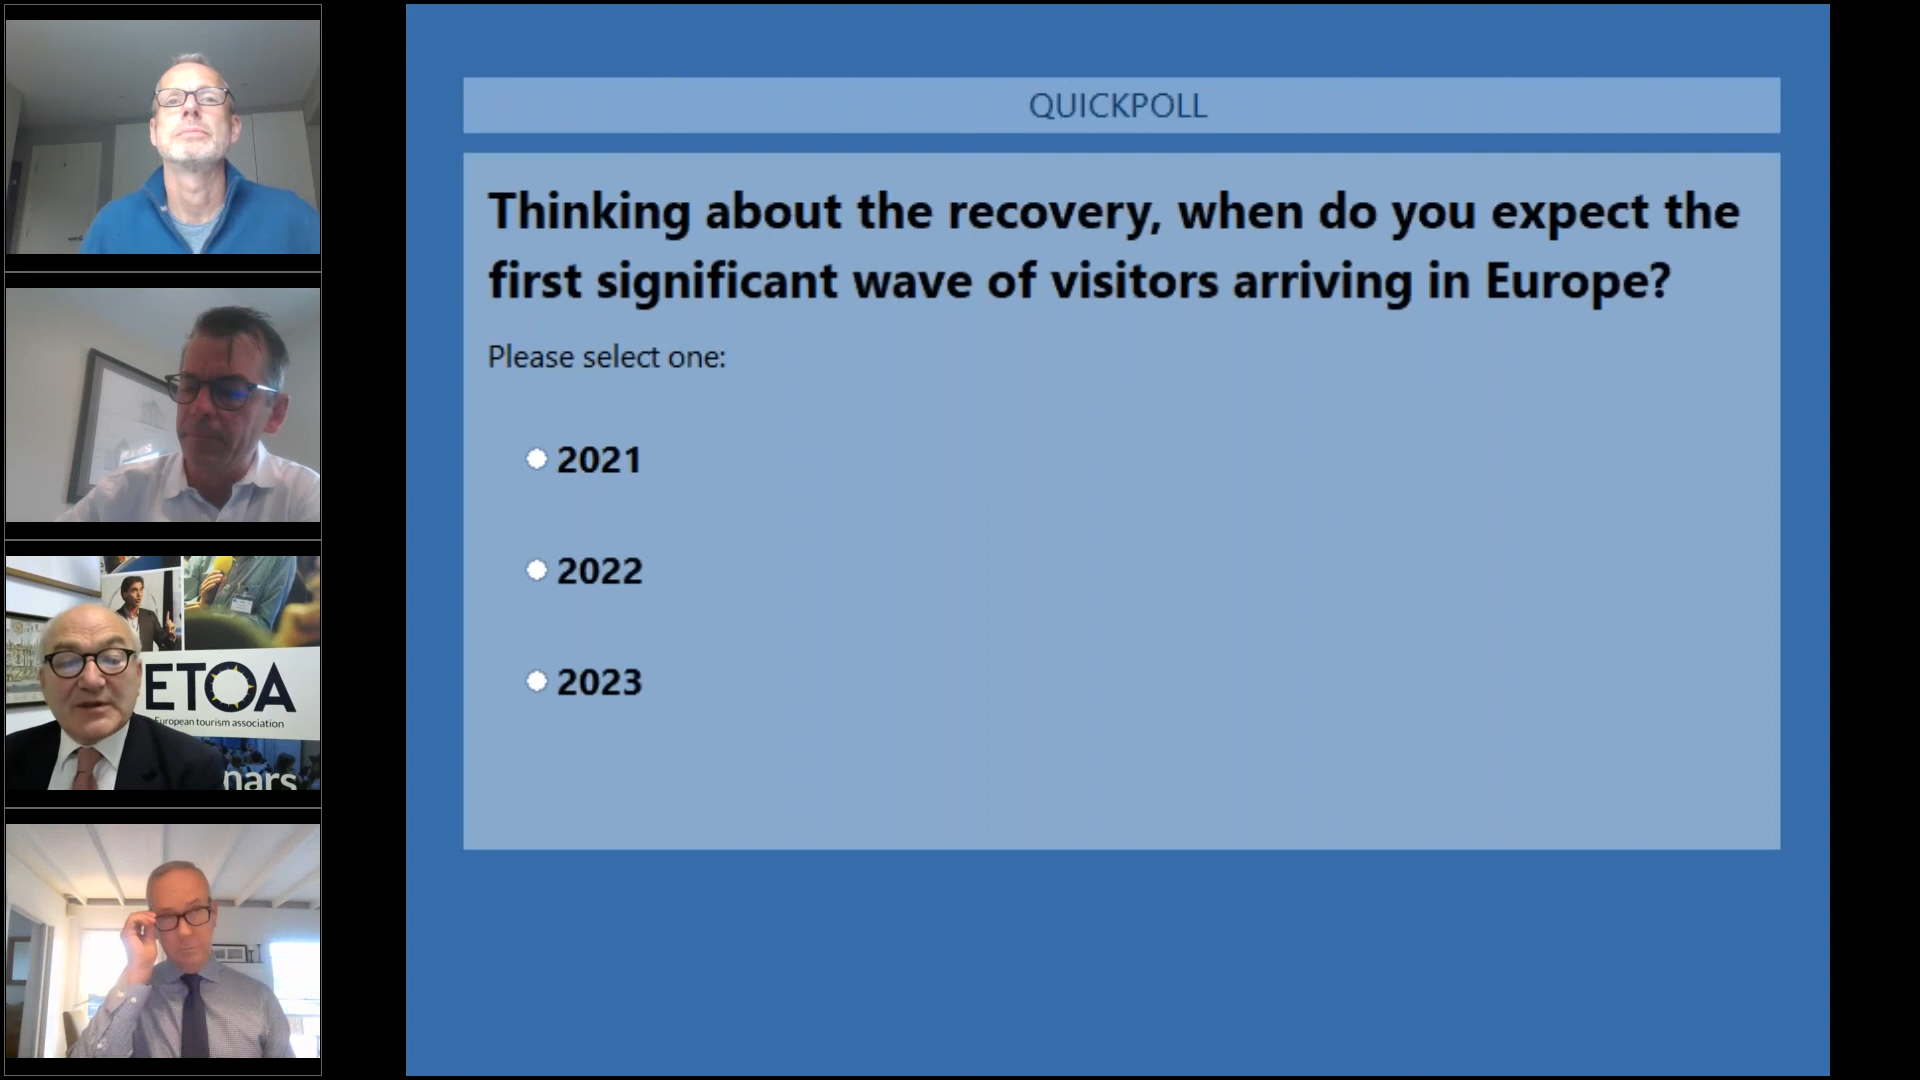 QUICKPOLL
Thinking about the recovery, when do you expect the
first significant wave of visitors arriving in Europe?
Please select one:
2021
2022
2023
ETOA
European tourism association
nars